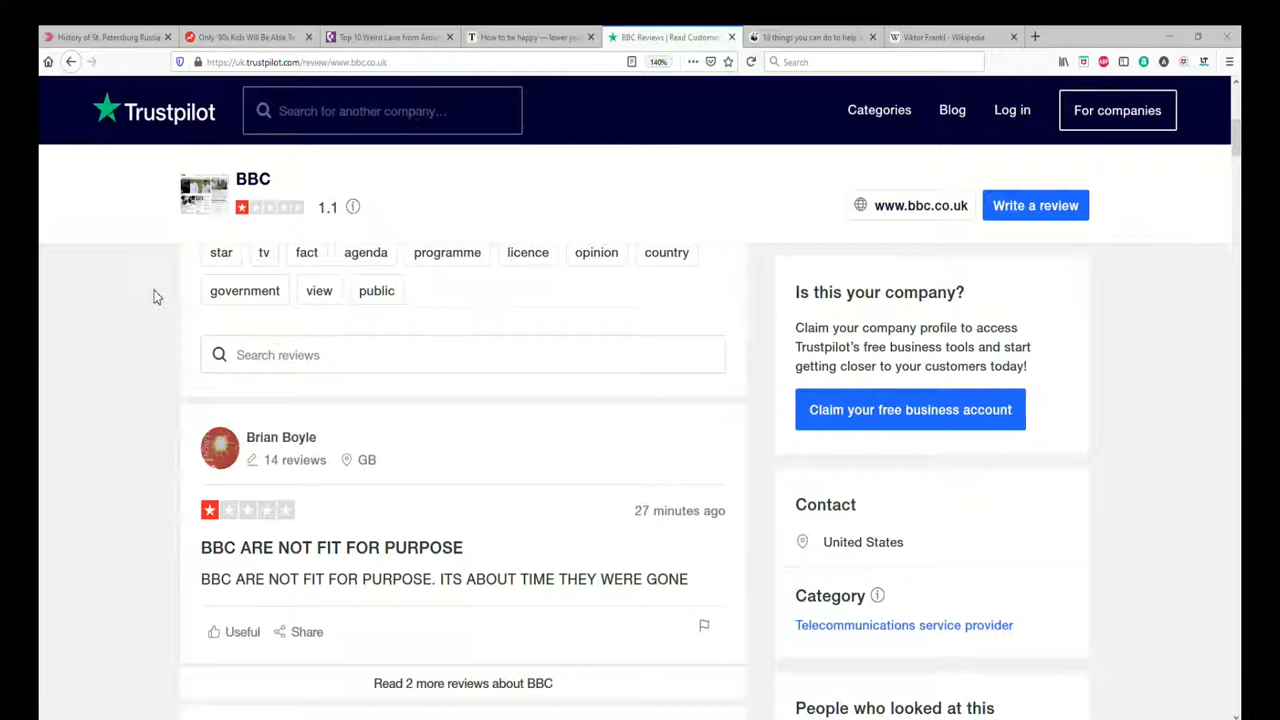 History of St. Petersburg Russia
Only '90s Kids Will Be Able To
Top 10 Weird Laws from Arou
How to be happy — lower you
BBC Reviews | Read Custome
10 things you can do to help
Viktor Frankl - Wikipedia
https://uk.trustpilot.com/review/www.bbc.co.uk
140%
Search
Trustpilot
Search for another company...
Categories
Blog
Log in
For companies
BBC
1.1
www.bbc.co.uk
Write a review
star
tv
fact
agenda
programme
licence
opinion
country
government
view
public
Search reviews
Is this your company?
Claim your company profile to access
Trustpilot's free business tools and start
getting closer to your customers today!
Claim your free business account
Brian Boyle
14 reviews
GB
27 minutes ago
BBC ARE NOT FIT FOR PURPOSE
BBC ARE NOT FIT FOR PURPOSE. ITS ABOUT TIME THEY WERE GONE
Useful
Share
Read 2 more reviews about BBC
Contact
United States
Category
Telecommunications service provider
People who looked at this